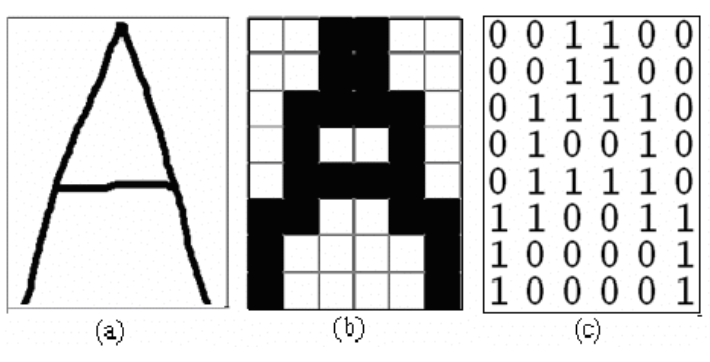 A
0 0 1 1 0 0
0 0 1 1 0 0
0 1 1 1 1 0
0 1 0 0 1 0
0 1 1 1 1 0
1 1 0 0 1 1
1 0 0 0 0 1
1 0 0 0 0 1
(a) (b) (c)